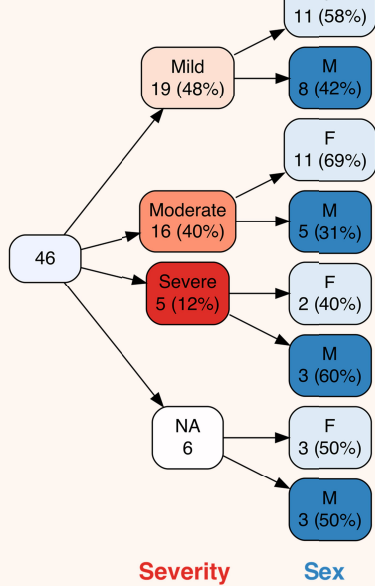 11 (58%)
Mild
19 (48%)
M
8 (42%)
F
11 (69%)
Moderate
16 (40%)
M
5 (31%)
46
Severe
5 (12%)
F
2 (40%)
M
3 (60%)
NA
6
F
3 (50%)
M
3 (50%)
Severity
Sex